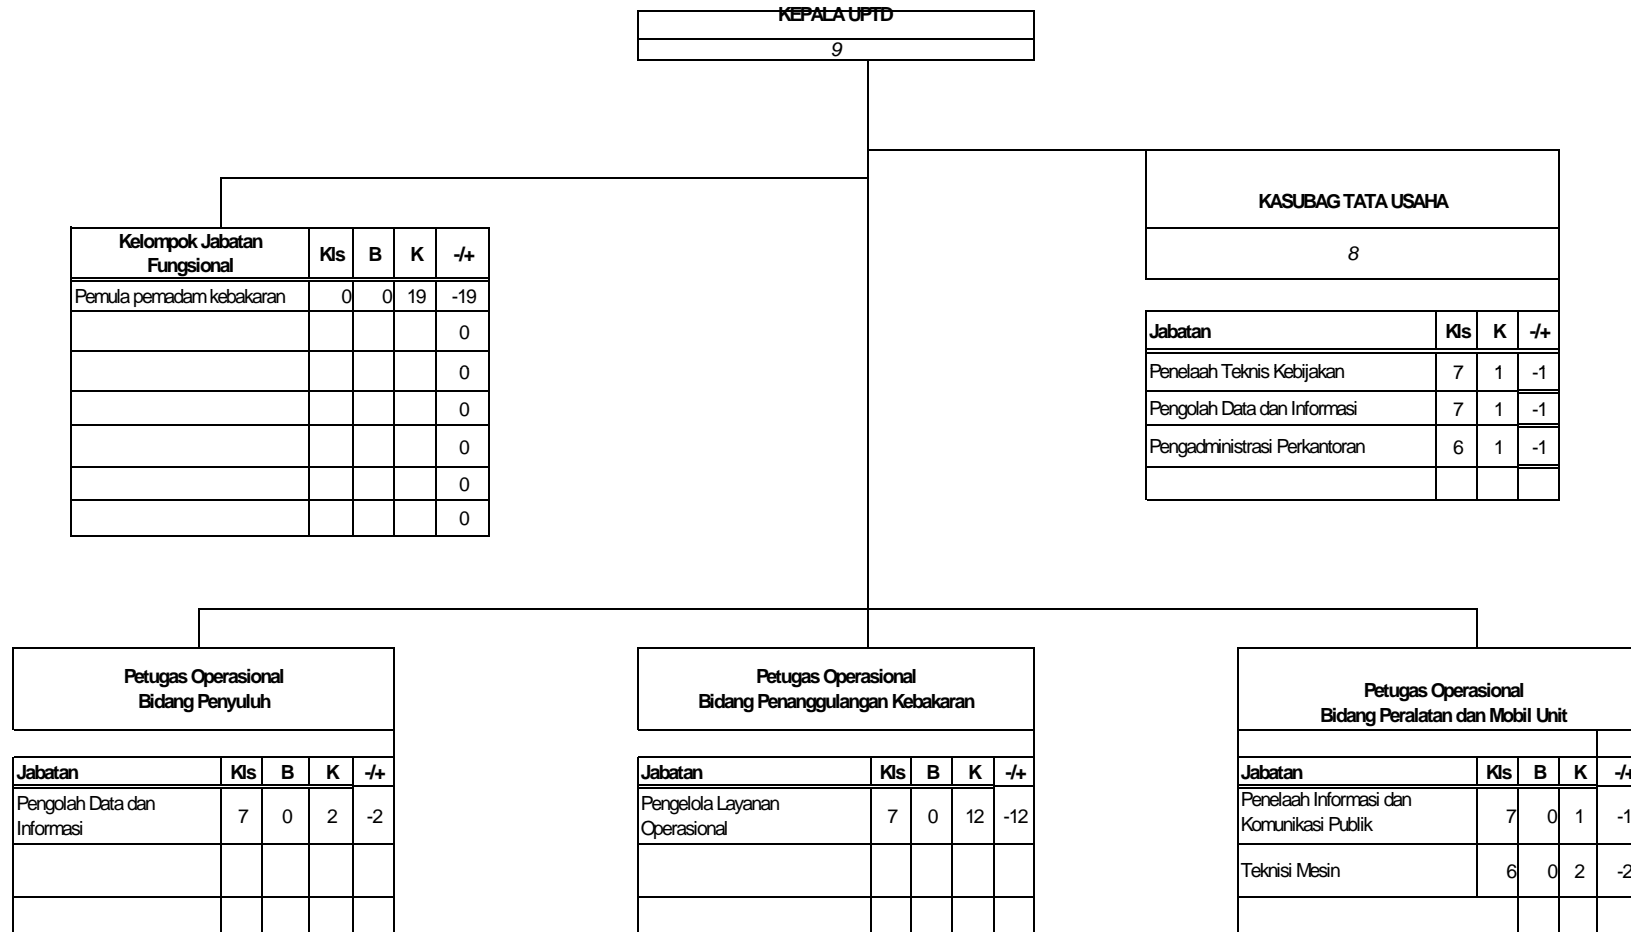 KEPALA UPTD
9
KASUBAG TATA USAHA
8
Kelompok Jabatan
Fungsional Kls B K -/+
Pemula pemadam kebakaran 0 0 19 -19
0
0
0
0
0
0
Jabatan Kls K -/+
Penelaah Teknis Kebijakan 7 1 -1
Pengolah Data dan Informasi 7 1 -1
Pengadministrasi Perkantoran 6 1 -1
Petugas Operasional
Bidang Penyuluh
Jabatan Kls B K -/+
Pengolah Data dan
Informasi 7 0 2 -2
Petugas Operasional
Bidang Penanggulangan Kebakaran
Jabatan Kls B K -/+
Pengelola Layanan
Operasional 7 0 12 -12
Petugas Operasional
Bidang Peralatan dan Mobil Unit
Jabatan Kls B K -/+
Penelaah Informasi dan
Komunikasi Publik 7 0 1 -1
Teknisi Mesin 6 0 2 -2